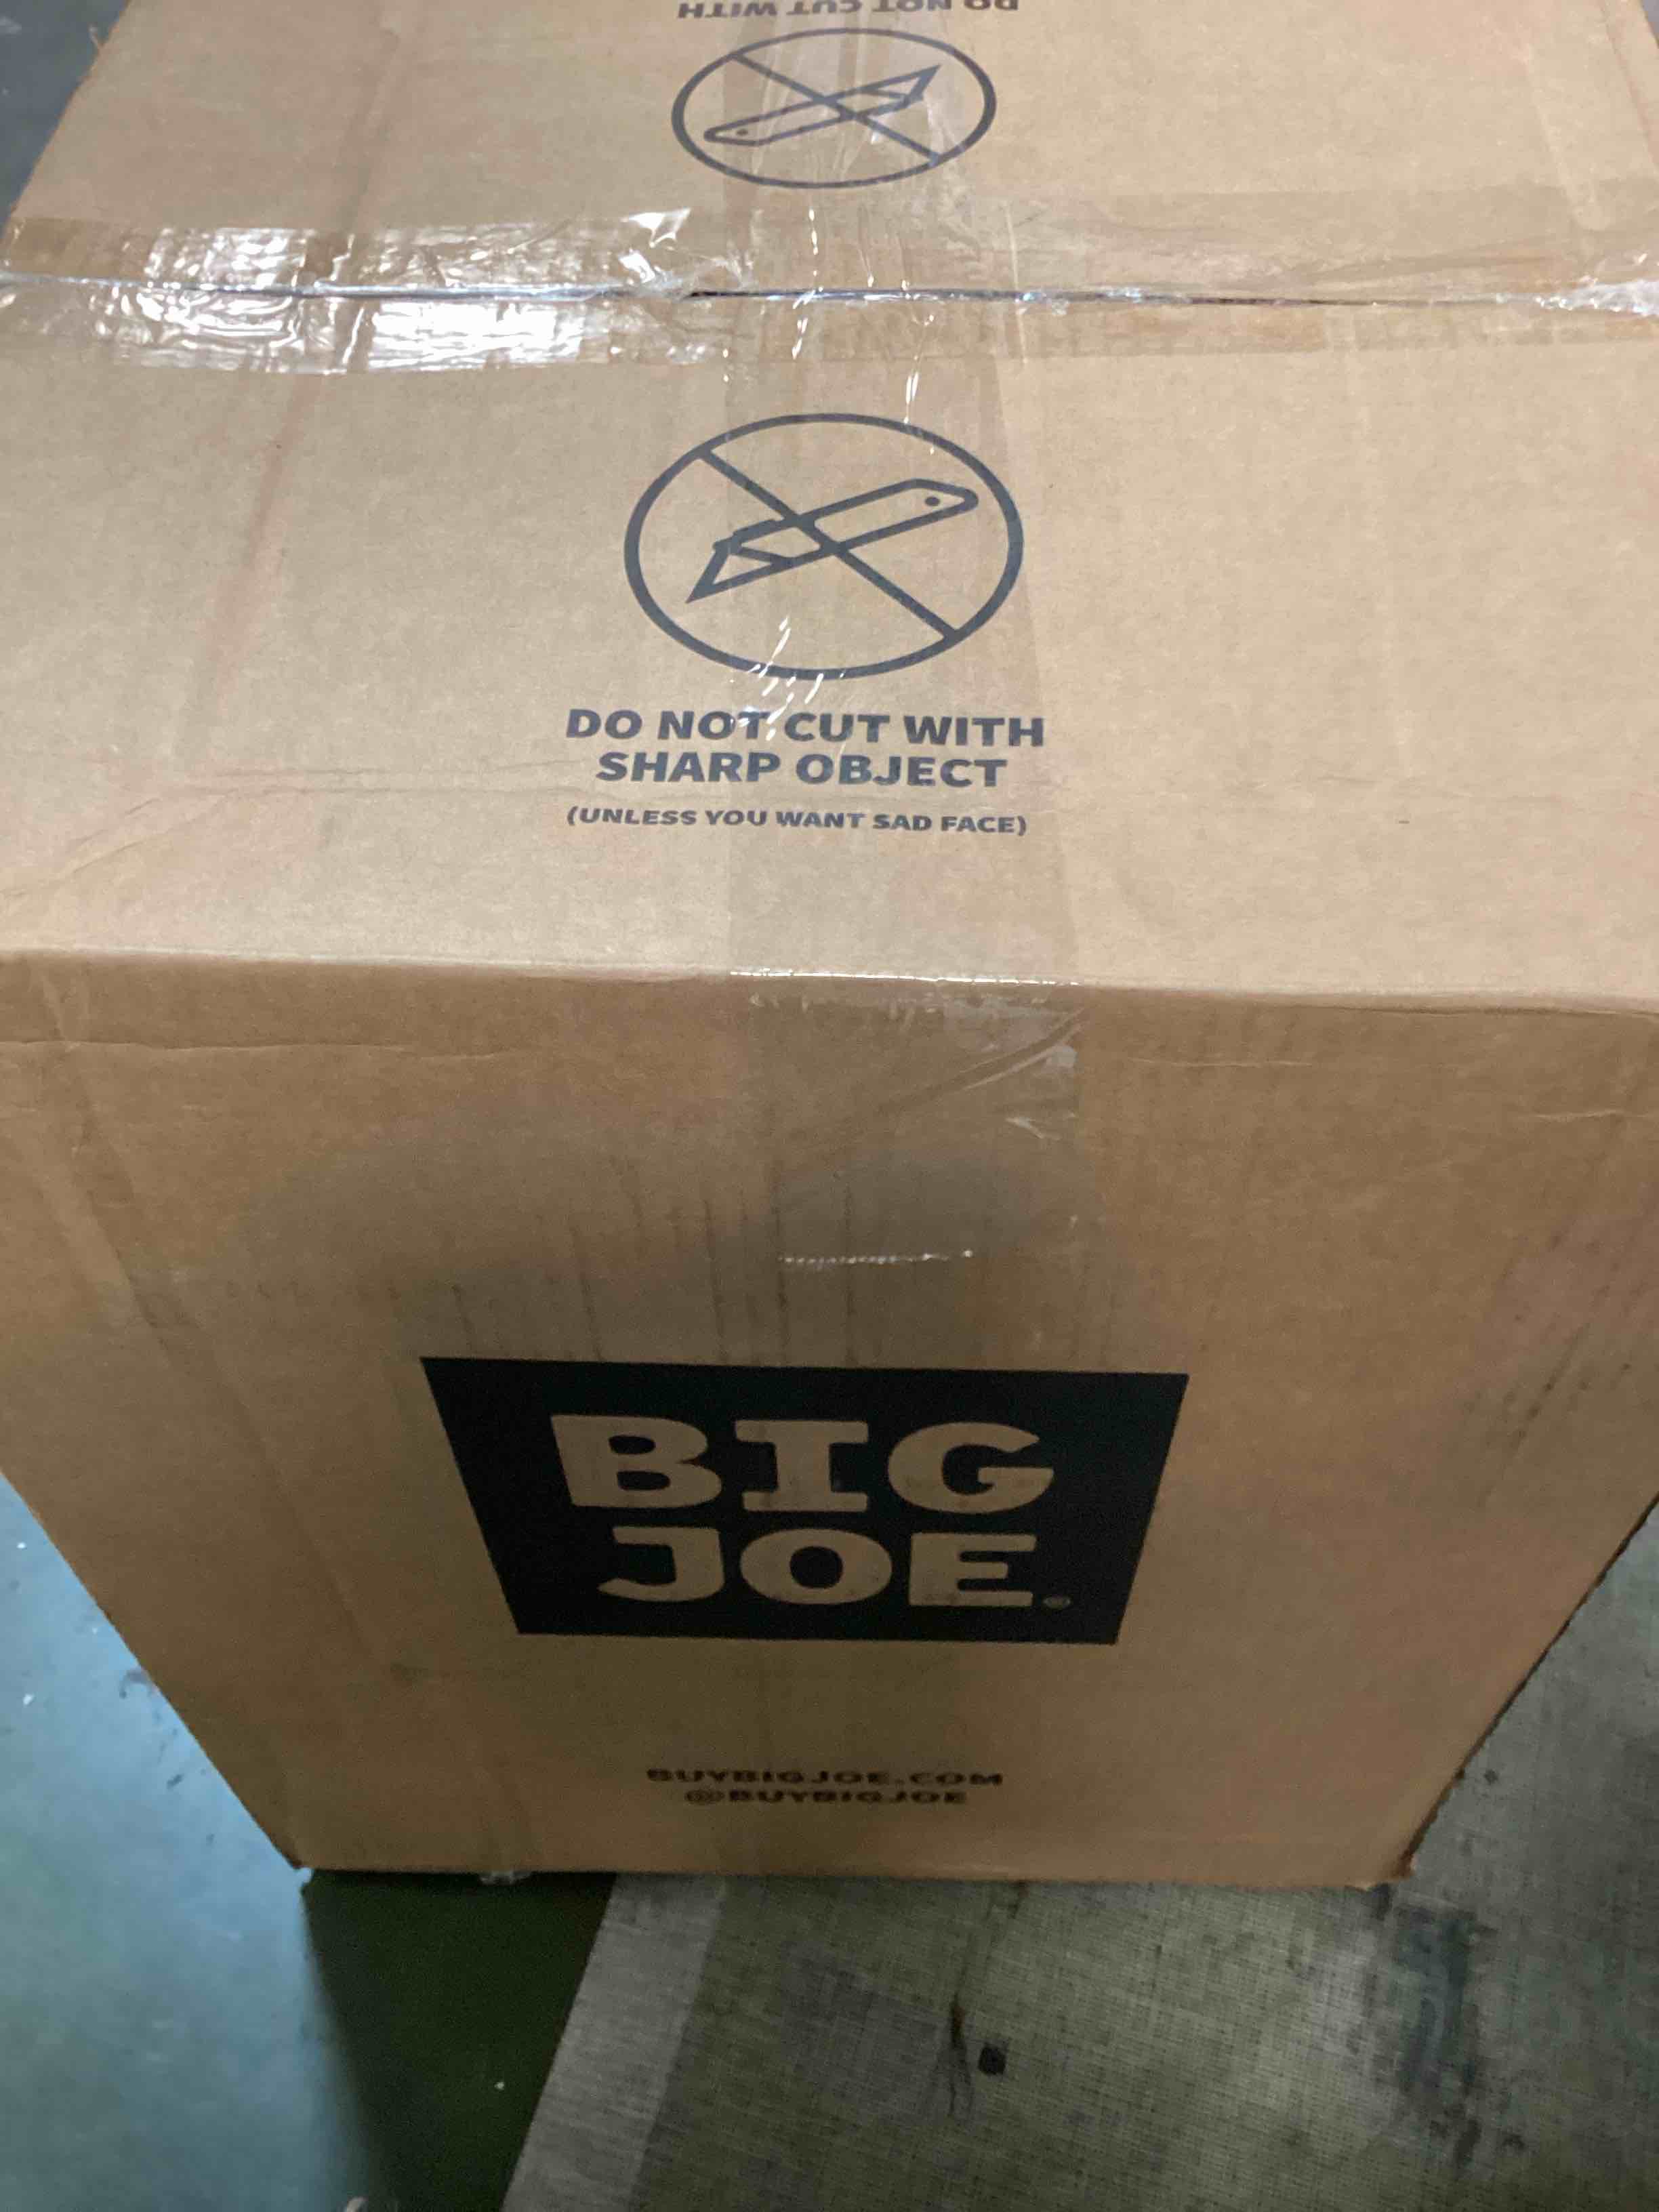 DO NOT CUT WITH
DO NOT CUT WITH
SHARP OBJECT
(UNLESS YOU WANT SAD FACE)
BIG
JOE®
BUYBIGJOE.COM
@BUYBIGJOE